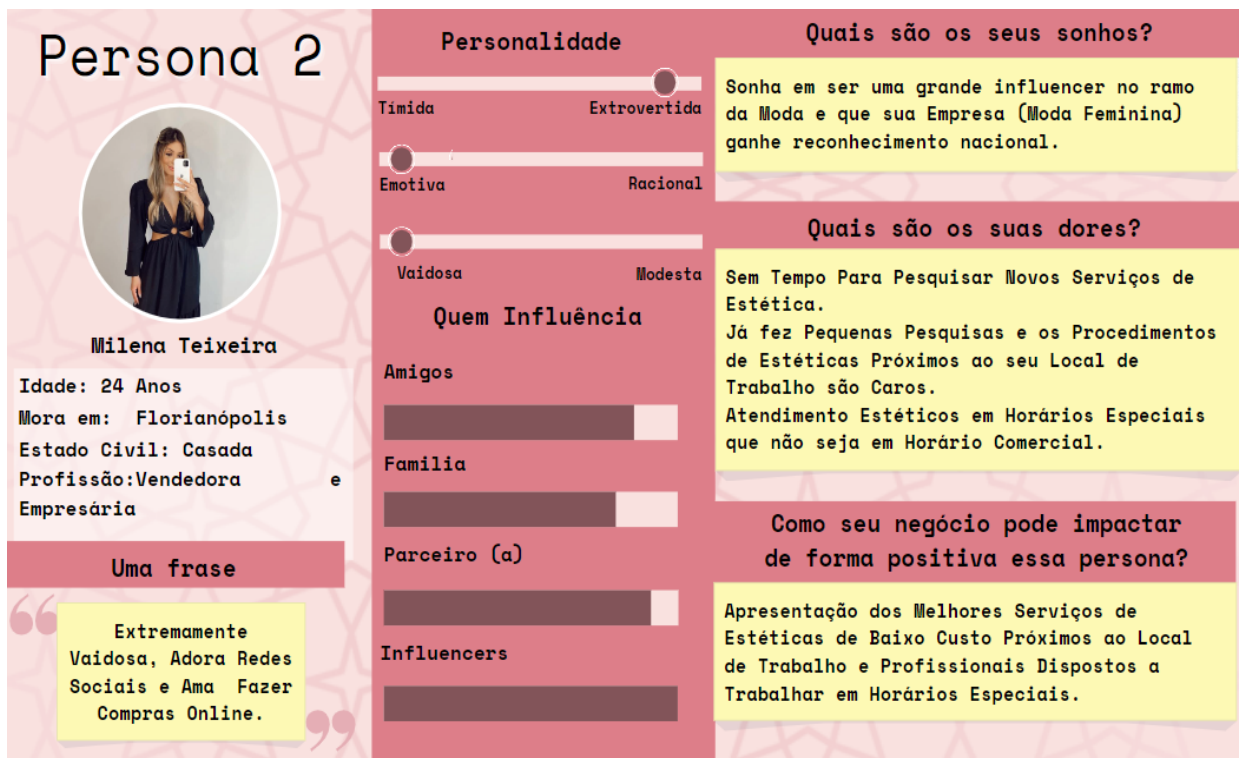 Persona 2
Milena Teixeira
Idade: 24 Anos
Mora em: Florianópolis
Estado Civil: Casada
Profissão:Vendedora e
Empresária
Uma frase
“
Extremamente
Vaidosa, Adora Redes
Sociais e Ama Fazer
Compras Online.
”
Personalidade
Tímida Extrovertida
Emotiva Racional
Vaidosa Modesta
Quem Influência
Amigos
Familia
Parceiro (a)
Influencers
Quais são os seus sonhos?
Sonha em ser uma grande influencer no ramo
da Moda e que sua Empresa (Moda Feminina)
ganhe reconhecimento nacional.
Quais são os suas dores?
Sem Tempo Para Pesquisar Novos Serviços de
Estética.
Já fez Pequenas Pesquisas e os Procedimentos
de Estéticas Próximos ao seu Local de
Trabalho são Caros.
Atendimento Estéticos em Horários Especiais
que não seja em Horário Comercial.
Como seu negócio pode impactar
de forma positiva essa persona?
Apresentação dos Melhores Serviços de
Estéticas de Baixo Custo Próximos ao Local
de Trabalho e Profissionais Dispostos a
Trabalhar em Horários Especiais.